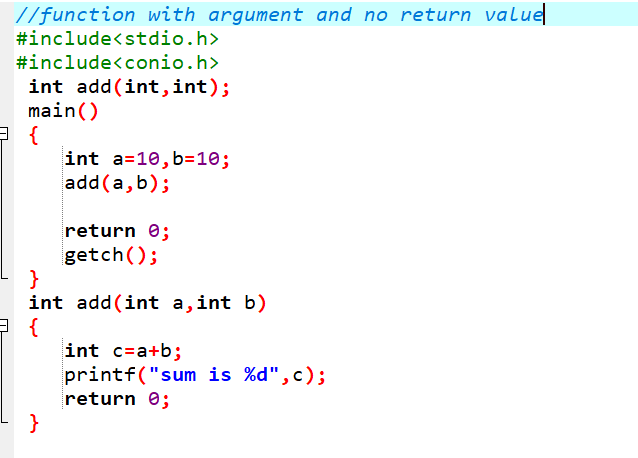 //function with argument and no return value
#include<stdio.h>
#include<conio.h>
int add(int,int);
main()
{
int a=10,b=10;
add(a,b);
return 0;
getch();
}
int add(int a,int b)
{
int c=a+b;
printf("sum is %d",c);
return 0;
}